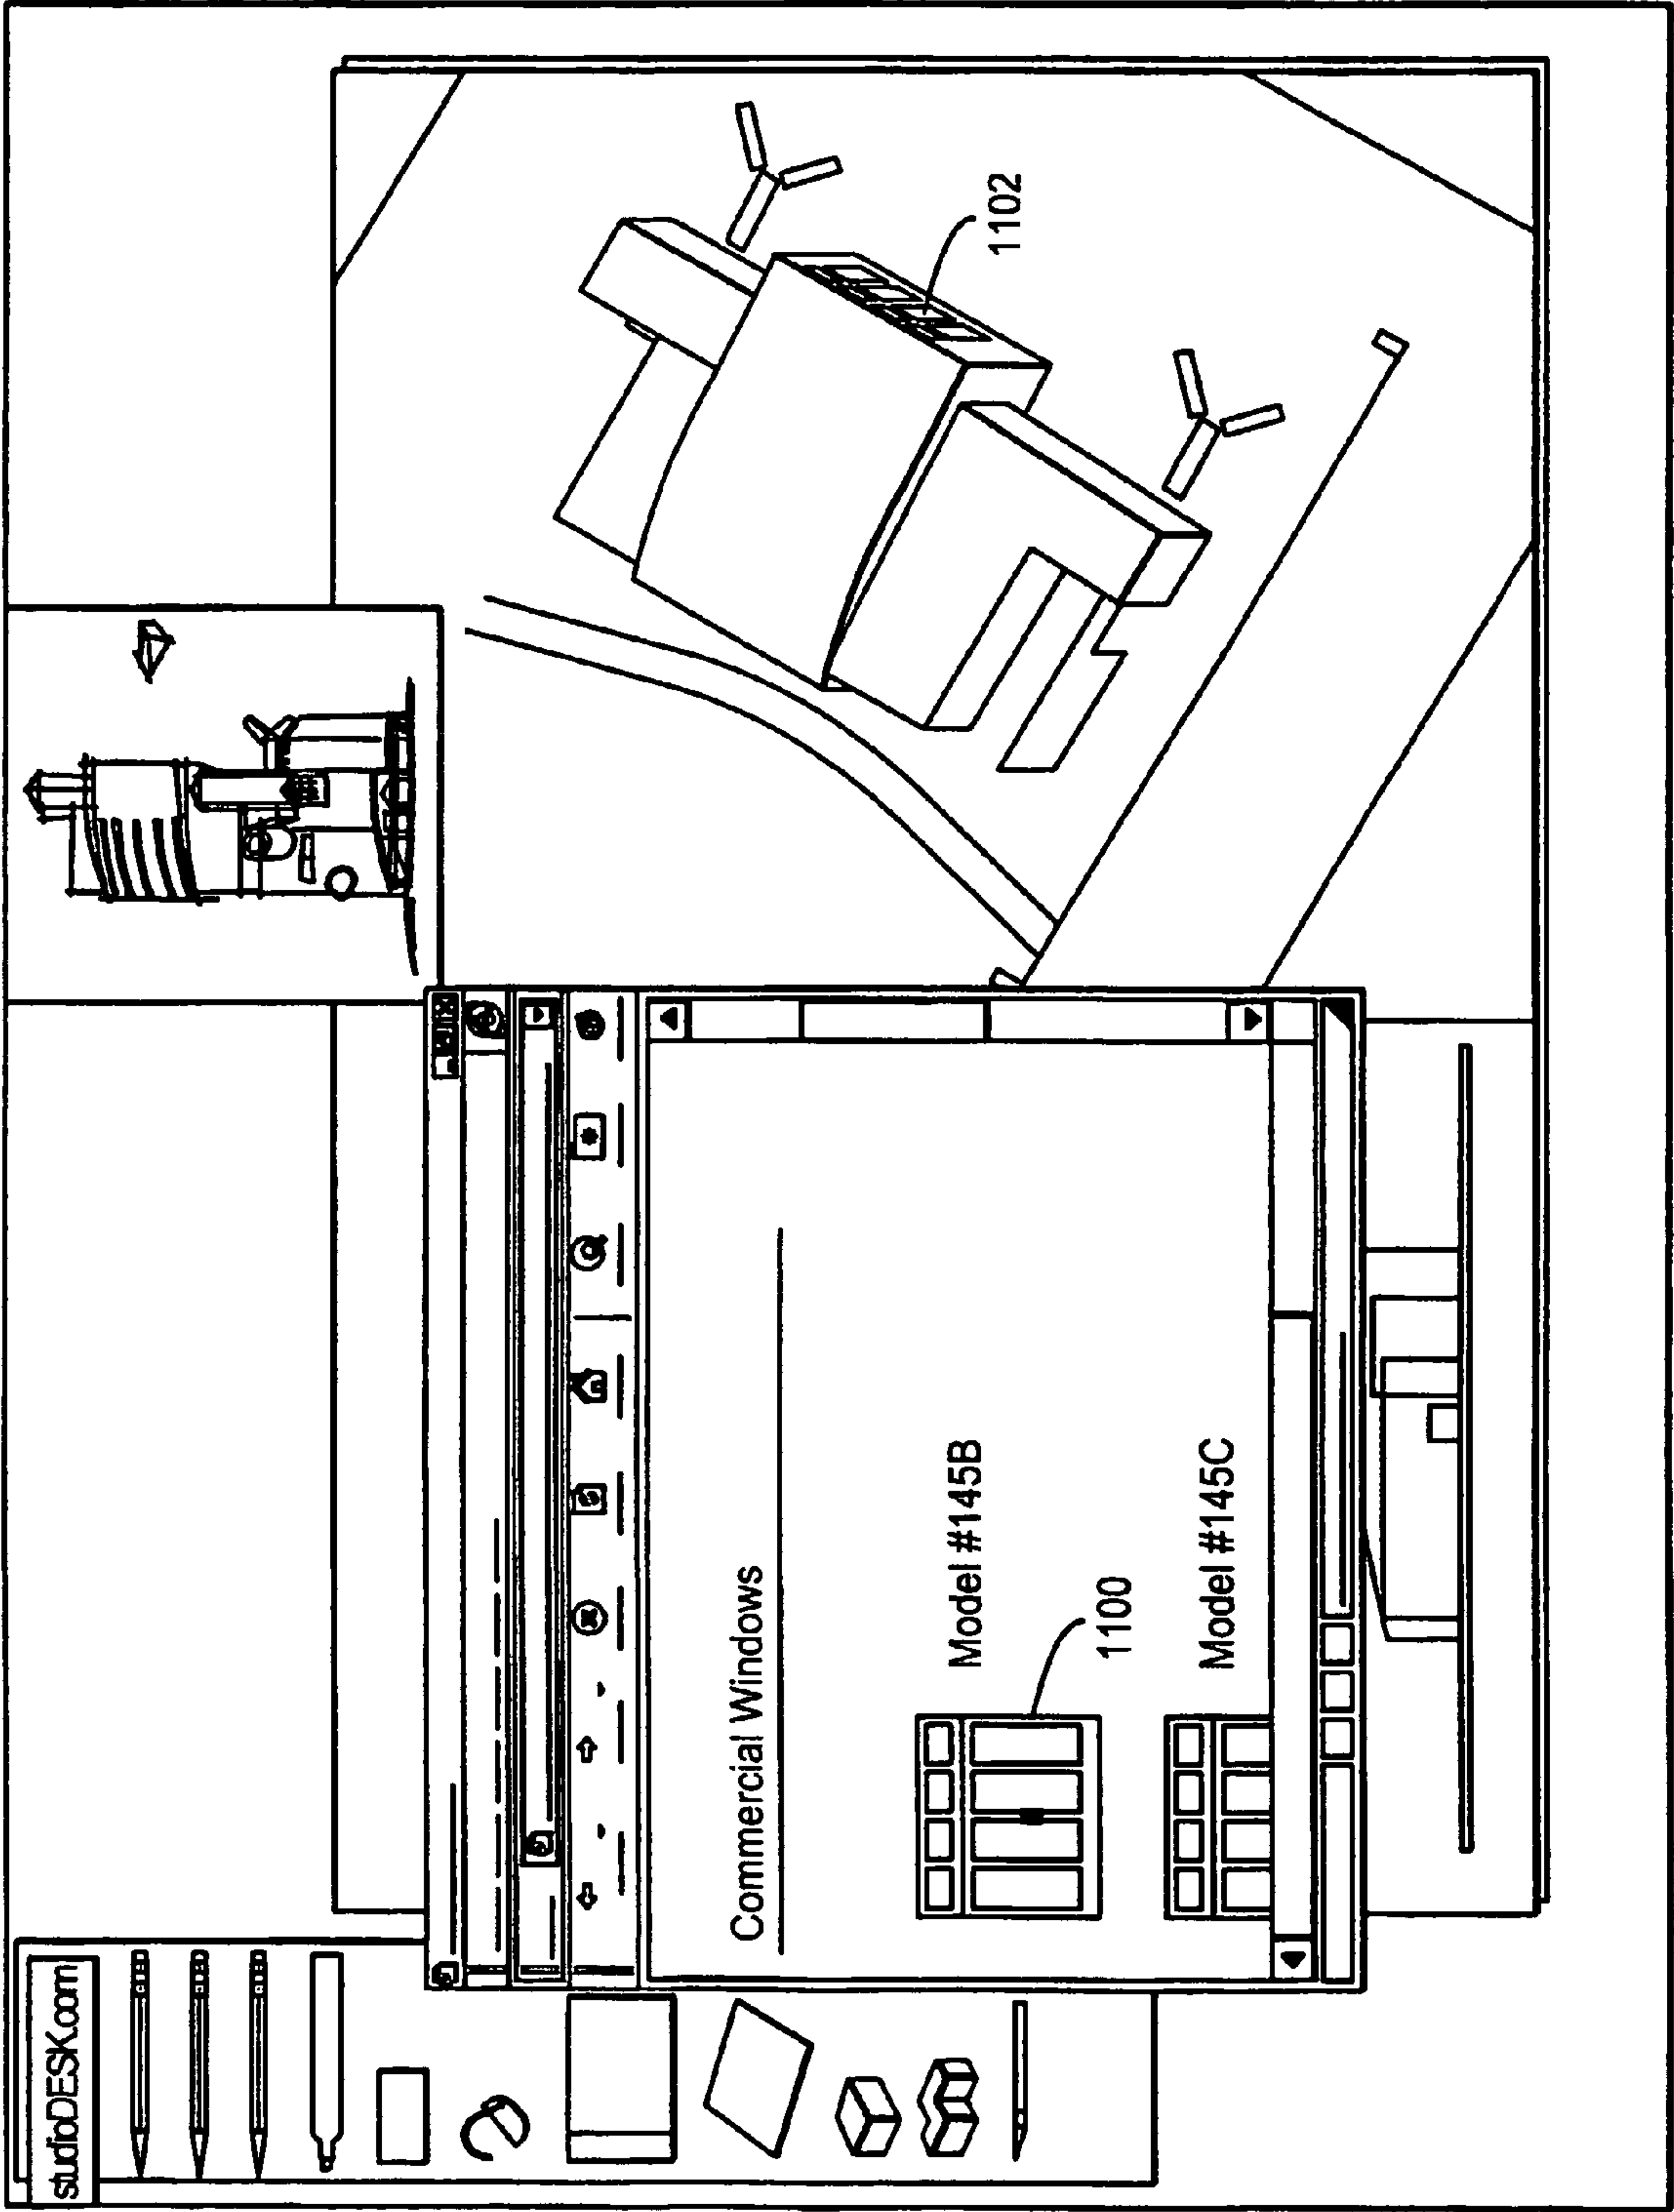 studioDESK.com
Commercial Windows
Model #145B
1100
Model #145C
1102